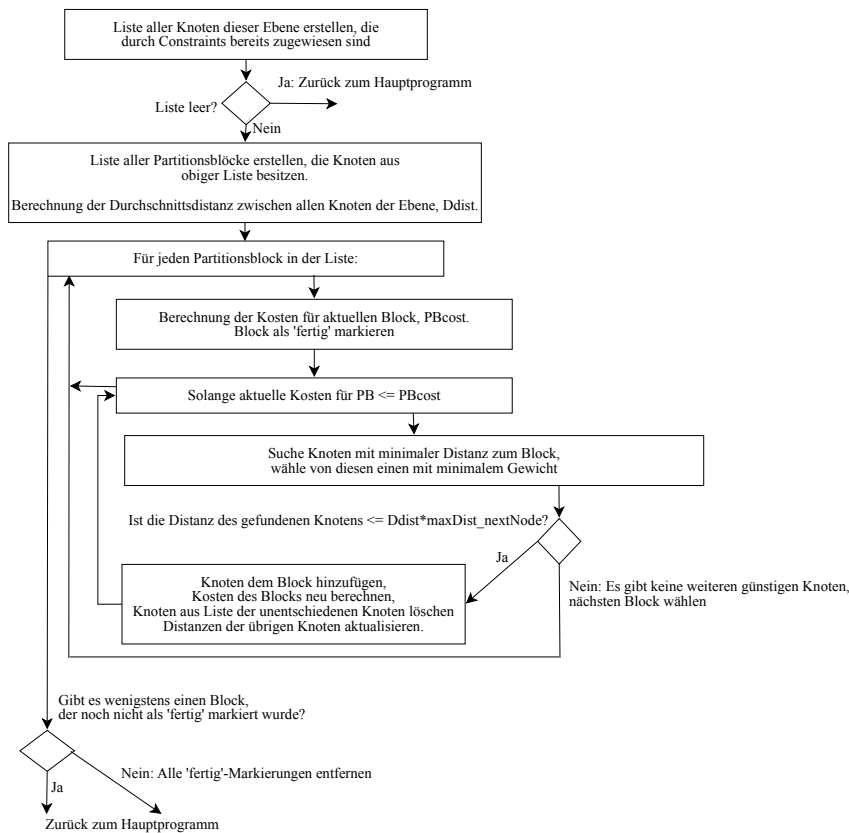 Liste aller Knoten dieser Ebene erstellen, die
durch Constraints bereits zugewiesen sind
Ja: Zurück zum Hauptprogramm
Liste leer?
Nein
Liste aller Partitionsblöcke erstellen, die Knoten aus
obiger Liste besitzen.
Berechnung der Durchschnittsdistanz zwischen allen Knoten der Ebene, Ddist.
Für jeden Partitionsblock in der Liste:
Berechnung der Kosten für aktuellen Block, PBcost.
Block als 'fertig' markieren
Solange aktuelle Kosten für PB <= PBcost
Suche Knoten mit minimaler Distanz zum Block,
wähle von diesen einen mit minimalem Gewicht
Ist die Distanz des gefundenen Knotens <= Ddist*maxDist_nextNode?
Ja
Knoten dem Block hinzufügen,
Kosten des Blocks neu berechnen,
Knoten aus Liste der unentschiedenen Knoten löschen
Distanzen der übrigen Knoten aktualisieren.
Nein: Es gibt keine weiteren günstigen Knoten,
nächsten Block wählen
Gibt es wenigstens einen Block,
der noch nicht als 'fertig' markiert wurde?
Nein: Alle 'fertig'-Markierungen entfernen
Ja
Zurück zum Hauptprogramm